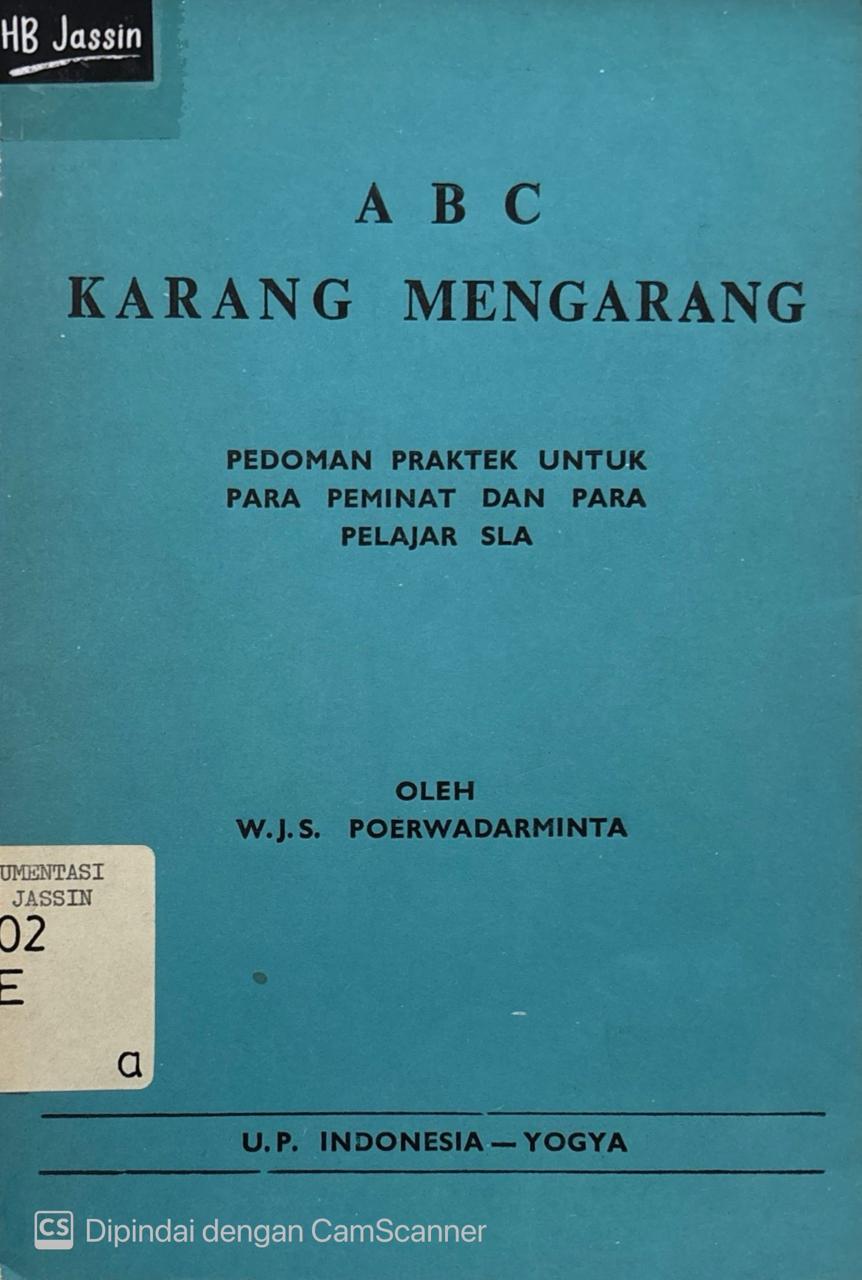 HB Jassin
A B C
KARANG MENGARANG
PEDOMAN PRAKTEK UNTUK
PARA PEMINAT DAN PARA
PELAJAR SLA
OLEH
W.J.S. POERWADARMINTA
UMENTASI
JASSIN
02
E
a
U.P. INDONESIA — YOGYA
CS Dipindai dengan CamScanner